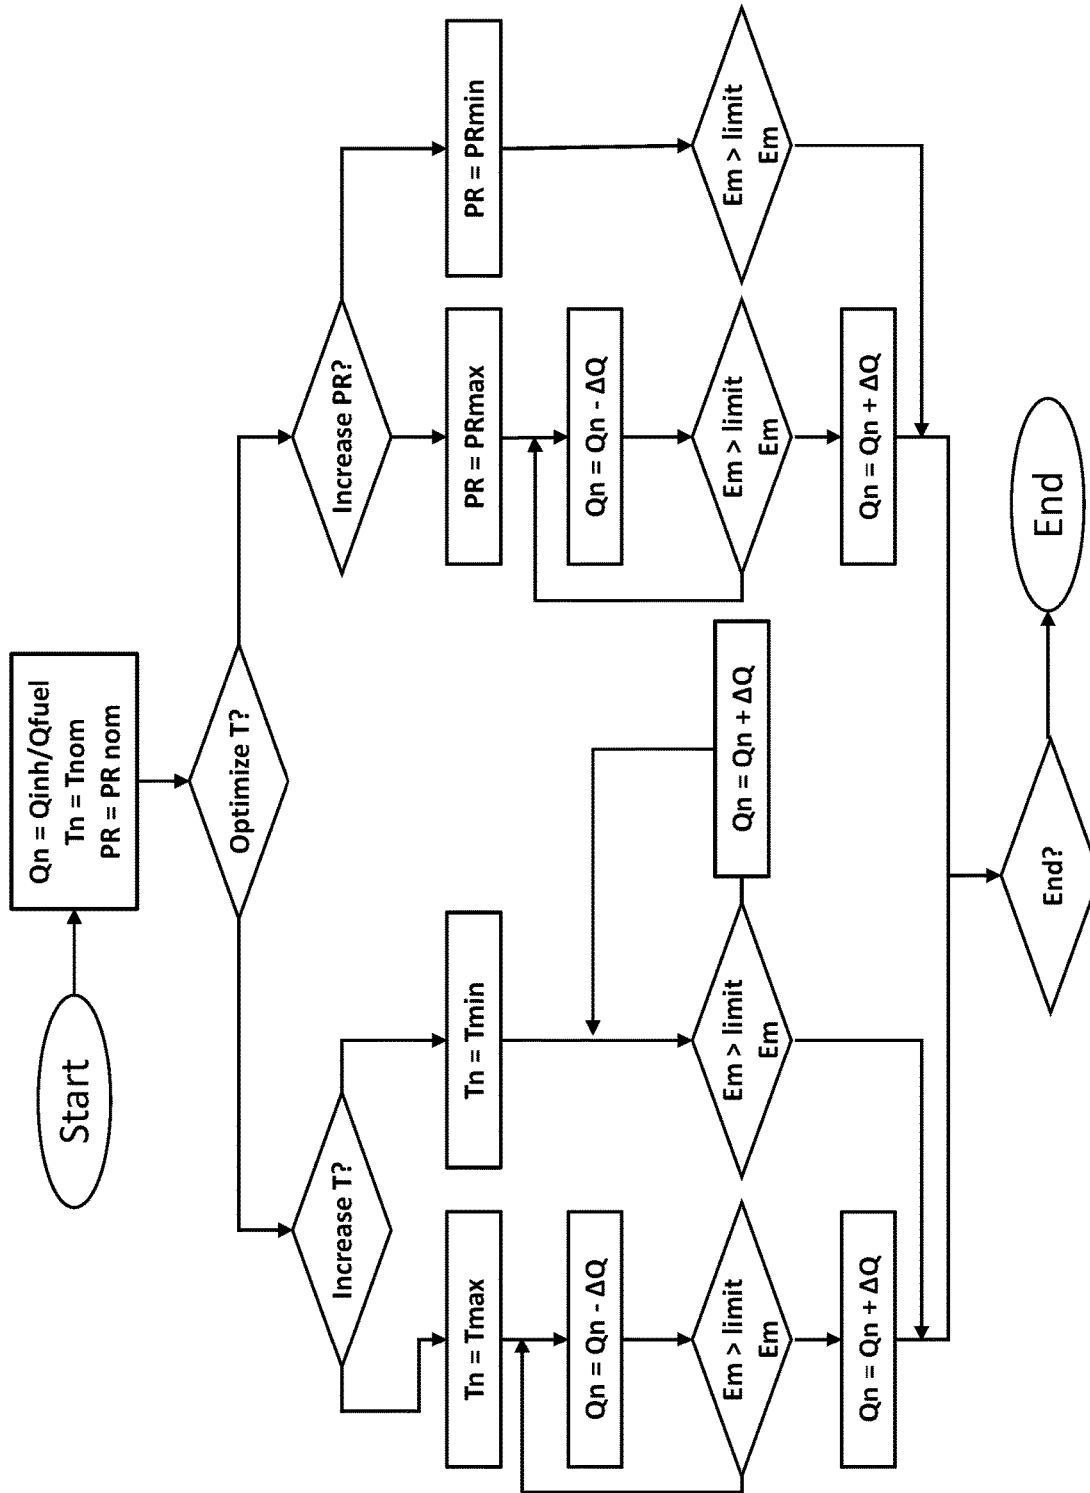 Start
Qn = Qinh/Qfuel
Tn = Tnom
PR = PR nom
Optimize T?
Increase T?
Increase PR?
Tn = Tmax
Tn = Tmin
PR = PRmax
PR = PRmin
Qn = Qn - ΔQ
Qn = Qn - ΔQ
Em > limit
Em
Em > limit
Em
Qn = Qn + ΔQ
Em > limit
Em
Em > limit
Em
Qn = Qn + ΔQ
Qn = Qn + ΔQ
End?
End